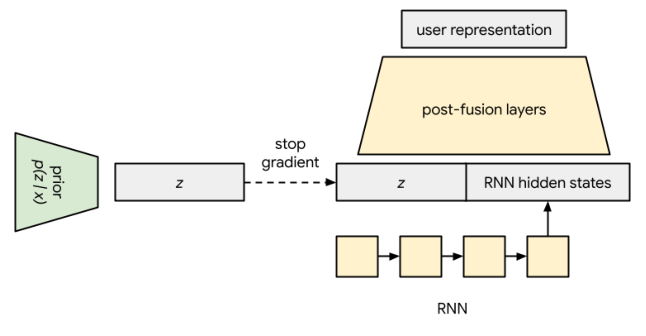 user representation
post-fusion layers
stop
gradient
prior
p(z | x)
z
z
RNN hidden states
RNN